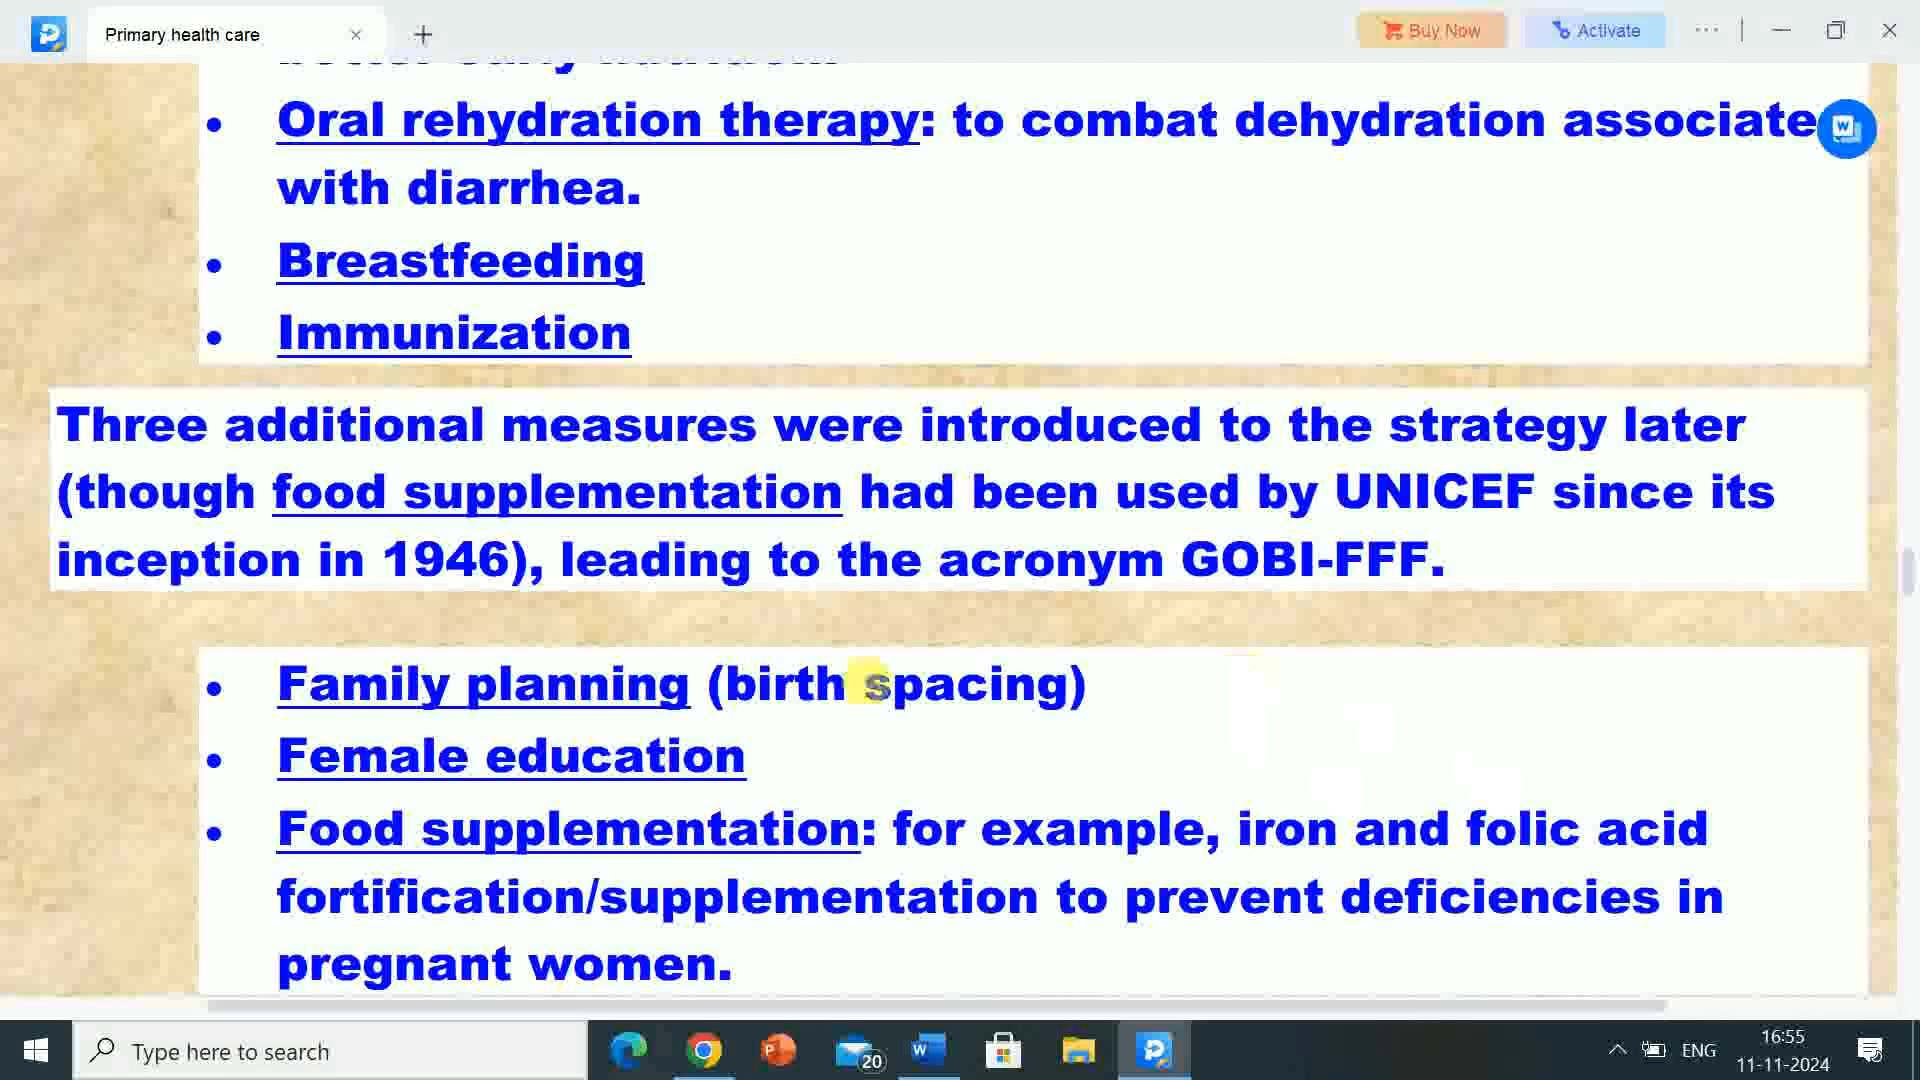 Primary health care
Buy Now
Activate
• Oral rehydration therapy: to combat dehydration associate
with diarrhea.
• Breastfeeding
• Immunization
Three additional measures were introduced to the strategy later
(though food supplementation had been used by UNICEF since its
inception in 1946), leading to the acronym GOBI-FFF.
• Family planning (birth spacing)
• Female education
• Food supplementation: for example, iron and folic acid
fortification/supplementation to prevent deficiencies in
pregnant women.
Type here to search
20
ENG
16:55
11-11-2024